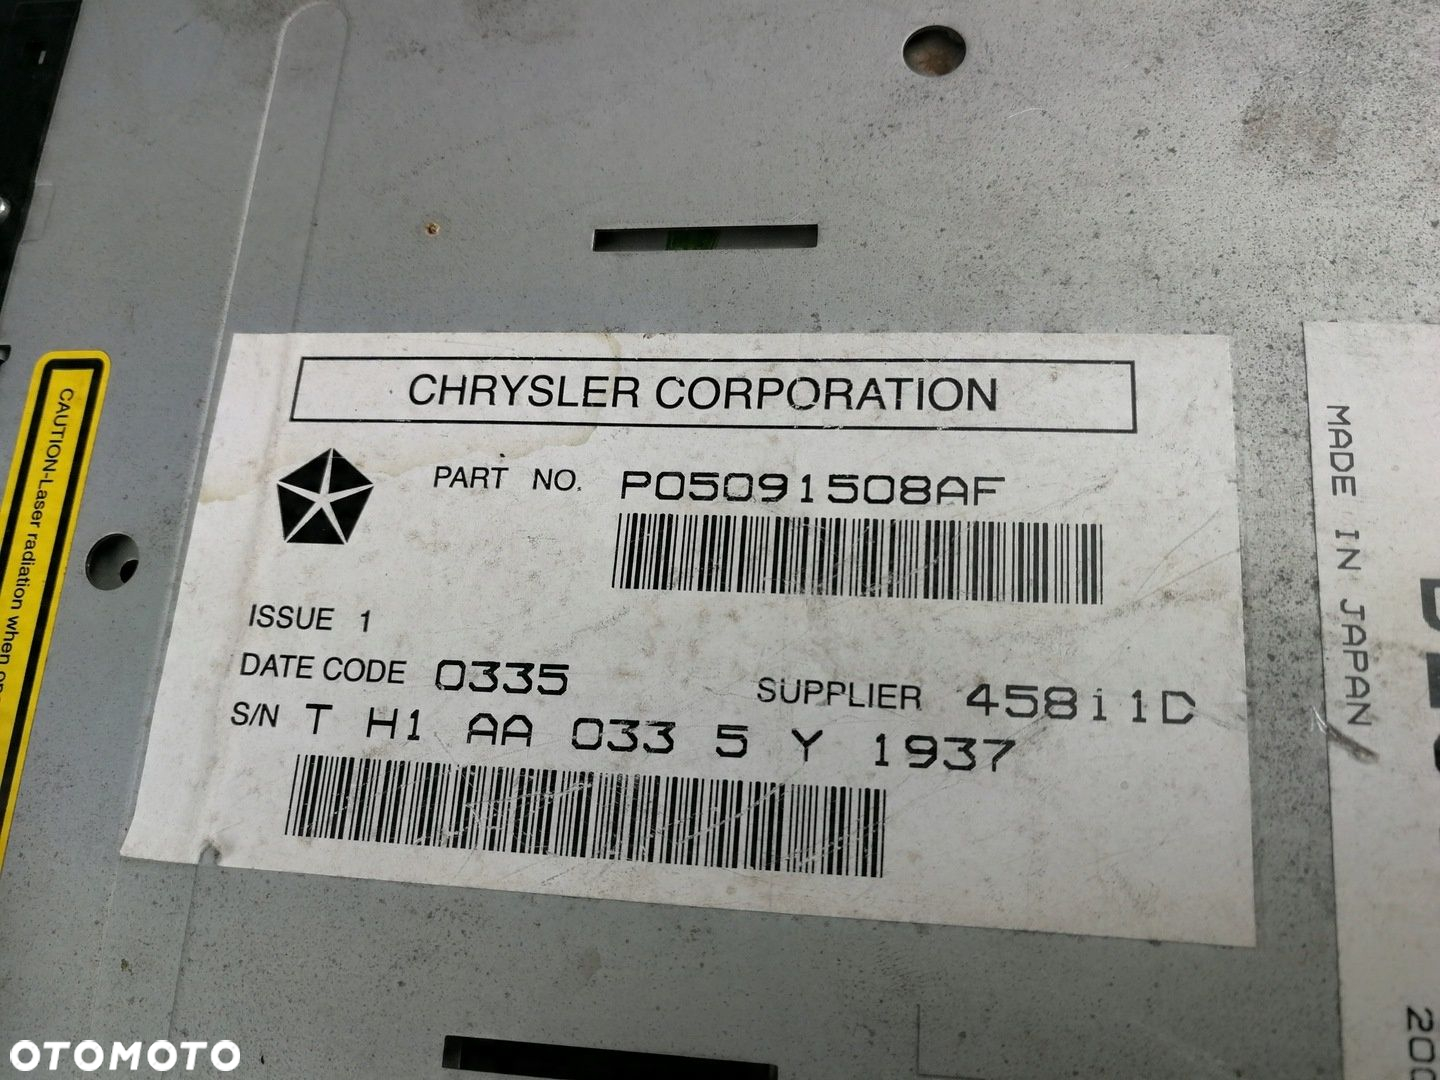 CHRYSLER CORPORATION
PART NO. P05091508AF
ISSUE 1
DATE CODE 0335
SUPPLIER 458i1D
S/N T H1 AA 033 5 Y 1937
CAUTION-Laser radiation when
MADE IN JAPAN
OTOMOTO